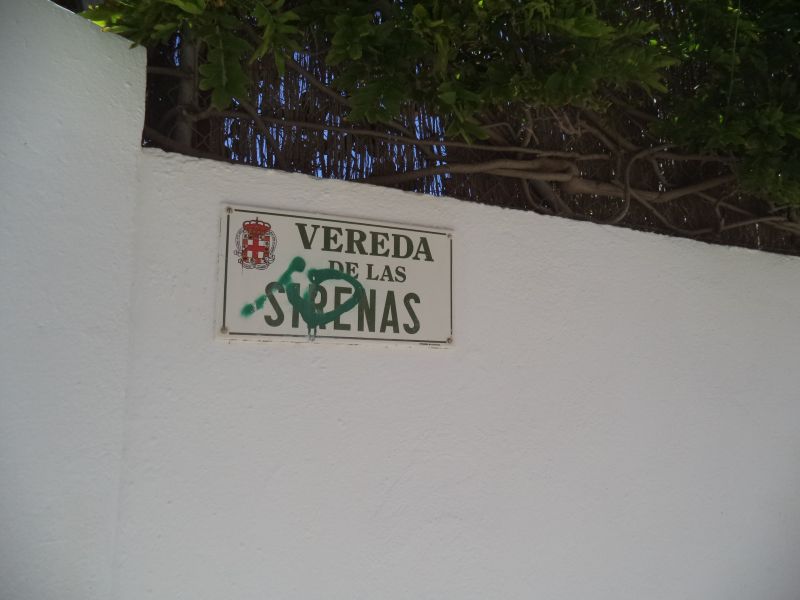 VEREDA
DE LAS
SIRENAS